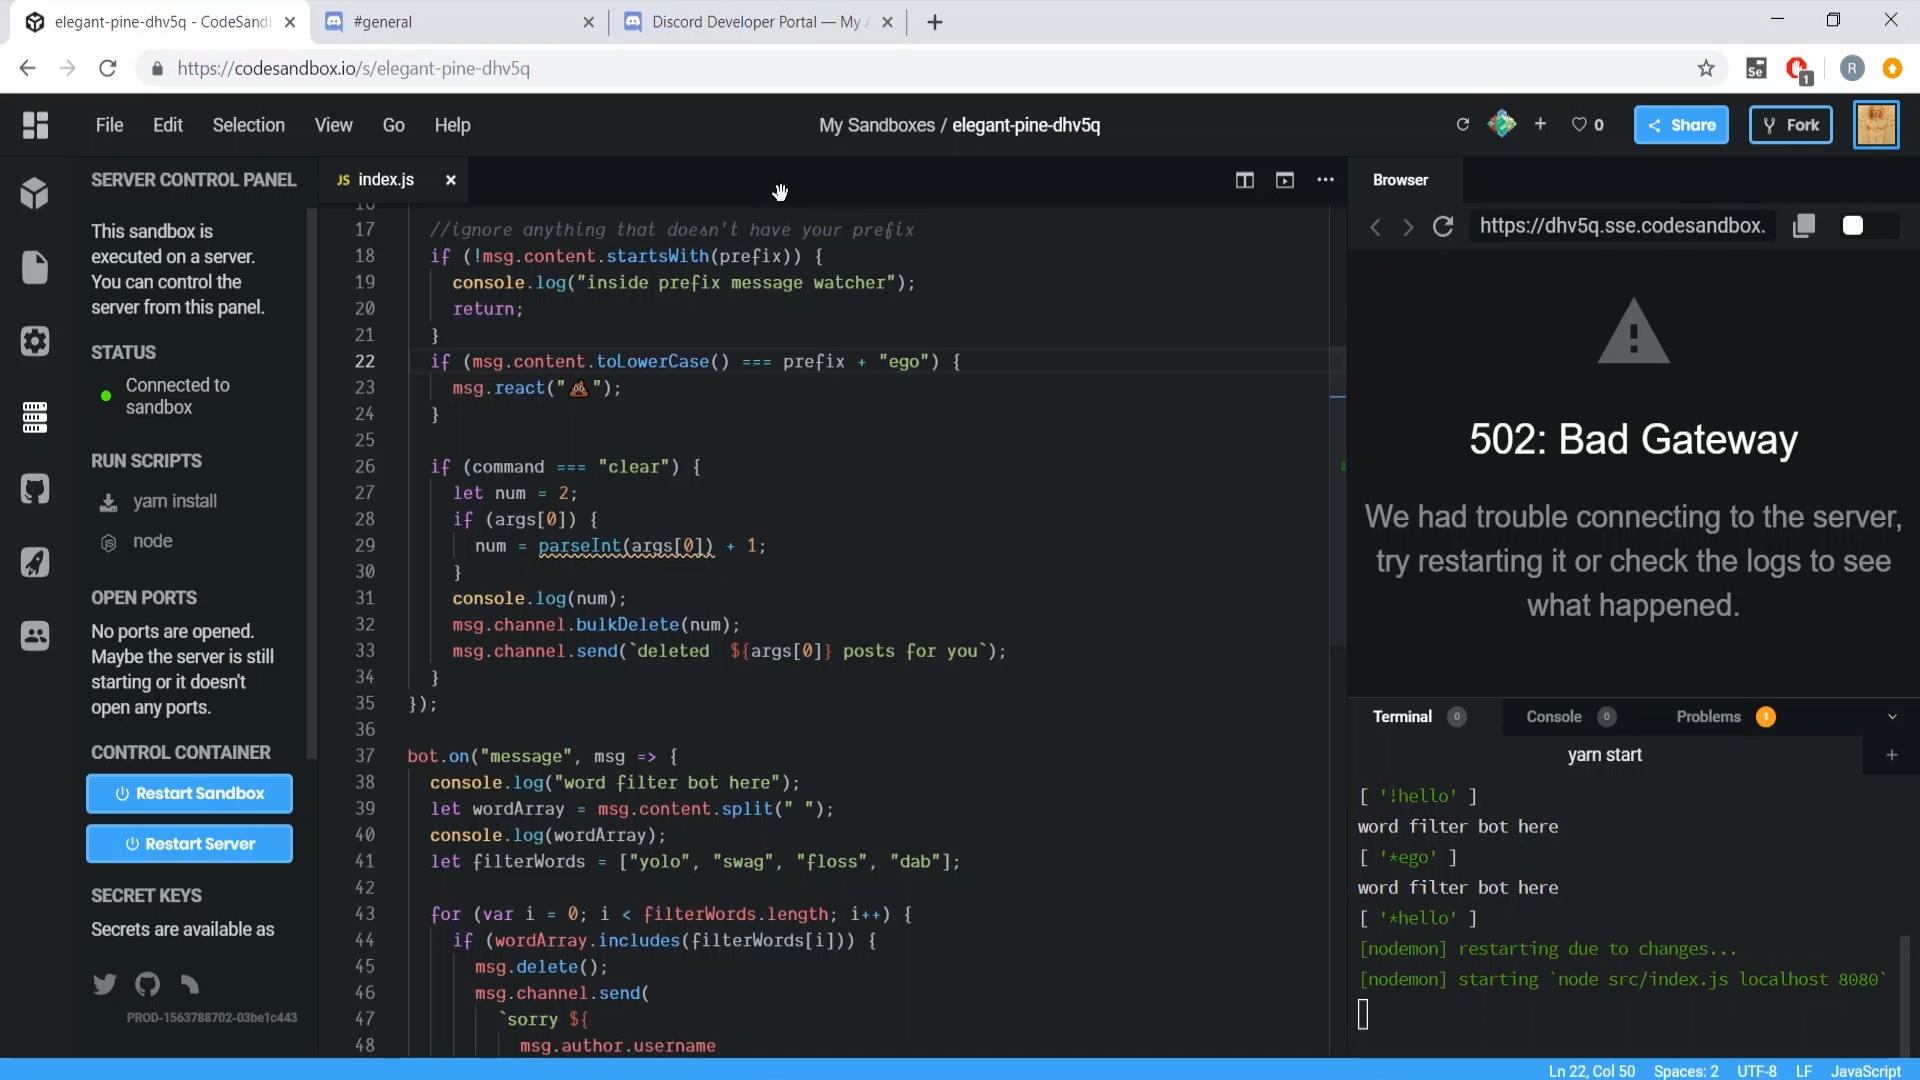 elegant-pine-dhv5q - CodeSandl
#general
Discord Developer Portal — My A
https://codesandbox.io/s/elegant-pine-dhv5q
Se
1
R
File Edit Selection View Go Help
My Sandboxes / elegant-pine-dhv5q
0
Share
Fork
SERVER CONTROL PANEL
This sandbox is
executed on a server.
You can control the
server from this panel.
STATUS
Connected to
sandbox
RUN SCRIPTS
yarn install
node
OPEN PORTS
No ports are opened.
Maybe the server is still
starting or it doesn't
open any ports.
CONTROL CONTAINER
Restart Sandbox
Restart Server
SECRET KEYS
Secrets are available as
PROD-1563788702-03be1c443
JS index.js
16
17 //ignore anything that doesn't have your prefix
18 if (!msg.content.startsWith(prefix)) {
19 console.log("inside prefix message watcher");
20 return;
21 }
22 if (msg.content.toLowerCase() === prefix + "ego") {
23 msg.react("💩");
24 }
25
26 if (command === "clear") {
27 let num = 2;
28 if (args[0]) {
29 num = parseInt(args[0]) + 1;
30 }
31 console.log(num);
32 msg.channel.bulkDelete(num);
33 msg.channel.send(`deleted  ${args[0]} posts for you`);
34 }
35 });
36
37 bot.on("message", msg => {
38 console.log("word filter bot here");
39 let wordArray = msg.content.split(" ");
40 console.log(wordArray);
41 let filterWords = ["yolo", "swag", "floss", "dab"];
42
43 for (var i = 0; i < filterWords.length; i++) {
44 if (wordArray.includes(filterWords[i])) {
45 msg.delete();
46 msg.channel.send(
47 `sorry ${
48 msg.author.username
Browser
https://dhv5q.sse.codesandbox.
502: Bad Gateway
We had trouble connecting to the server,
try restarting it or check the logs to see
what happened.
Terminal 0 Console 0 Problems 1
yarn start
[ '!hello' ]
word filter bot here
[ '*ego' ]
word filter bot here
[ '*hello' ]
[nodemon] restarting due to changes...
[nodemon] starting `node src/index.js localhost 8080`
Ln 22, Col 50 Spaces: 2 UTF-8 LF JavaScript